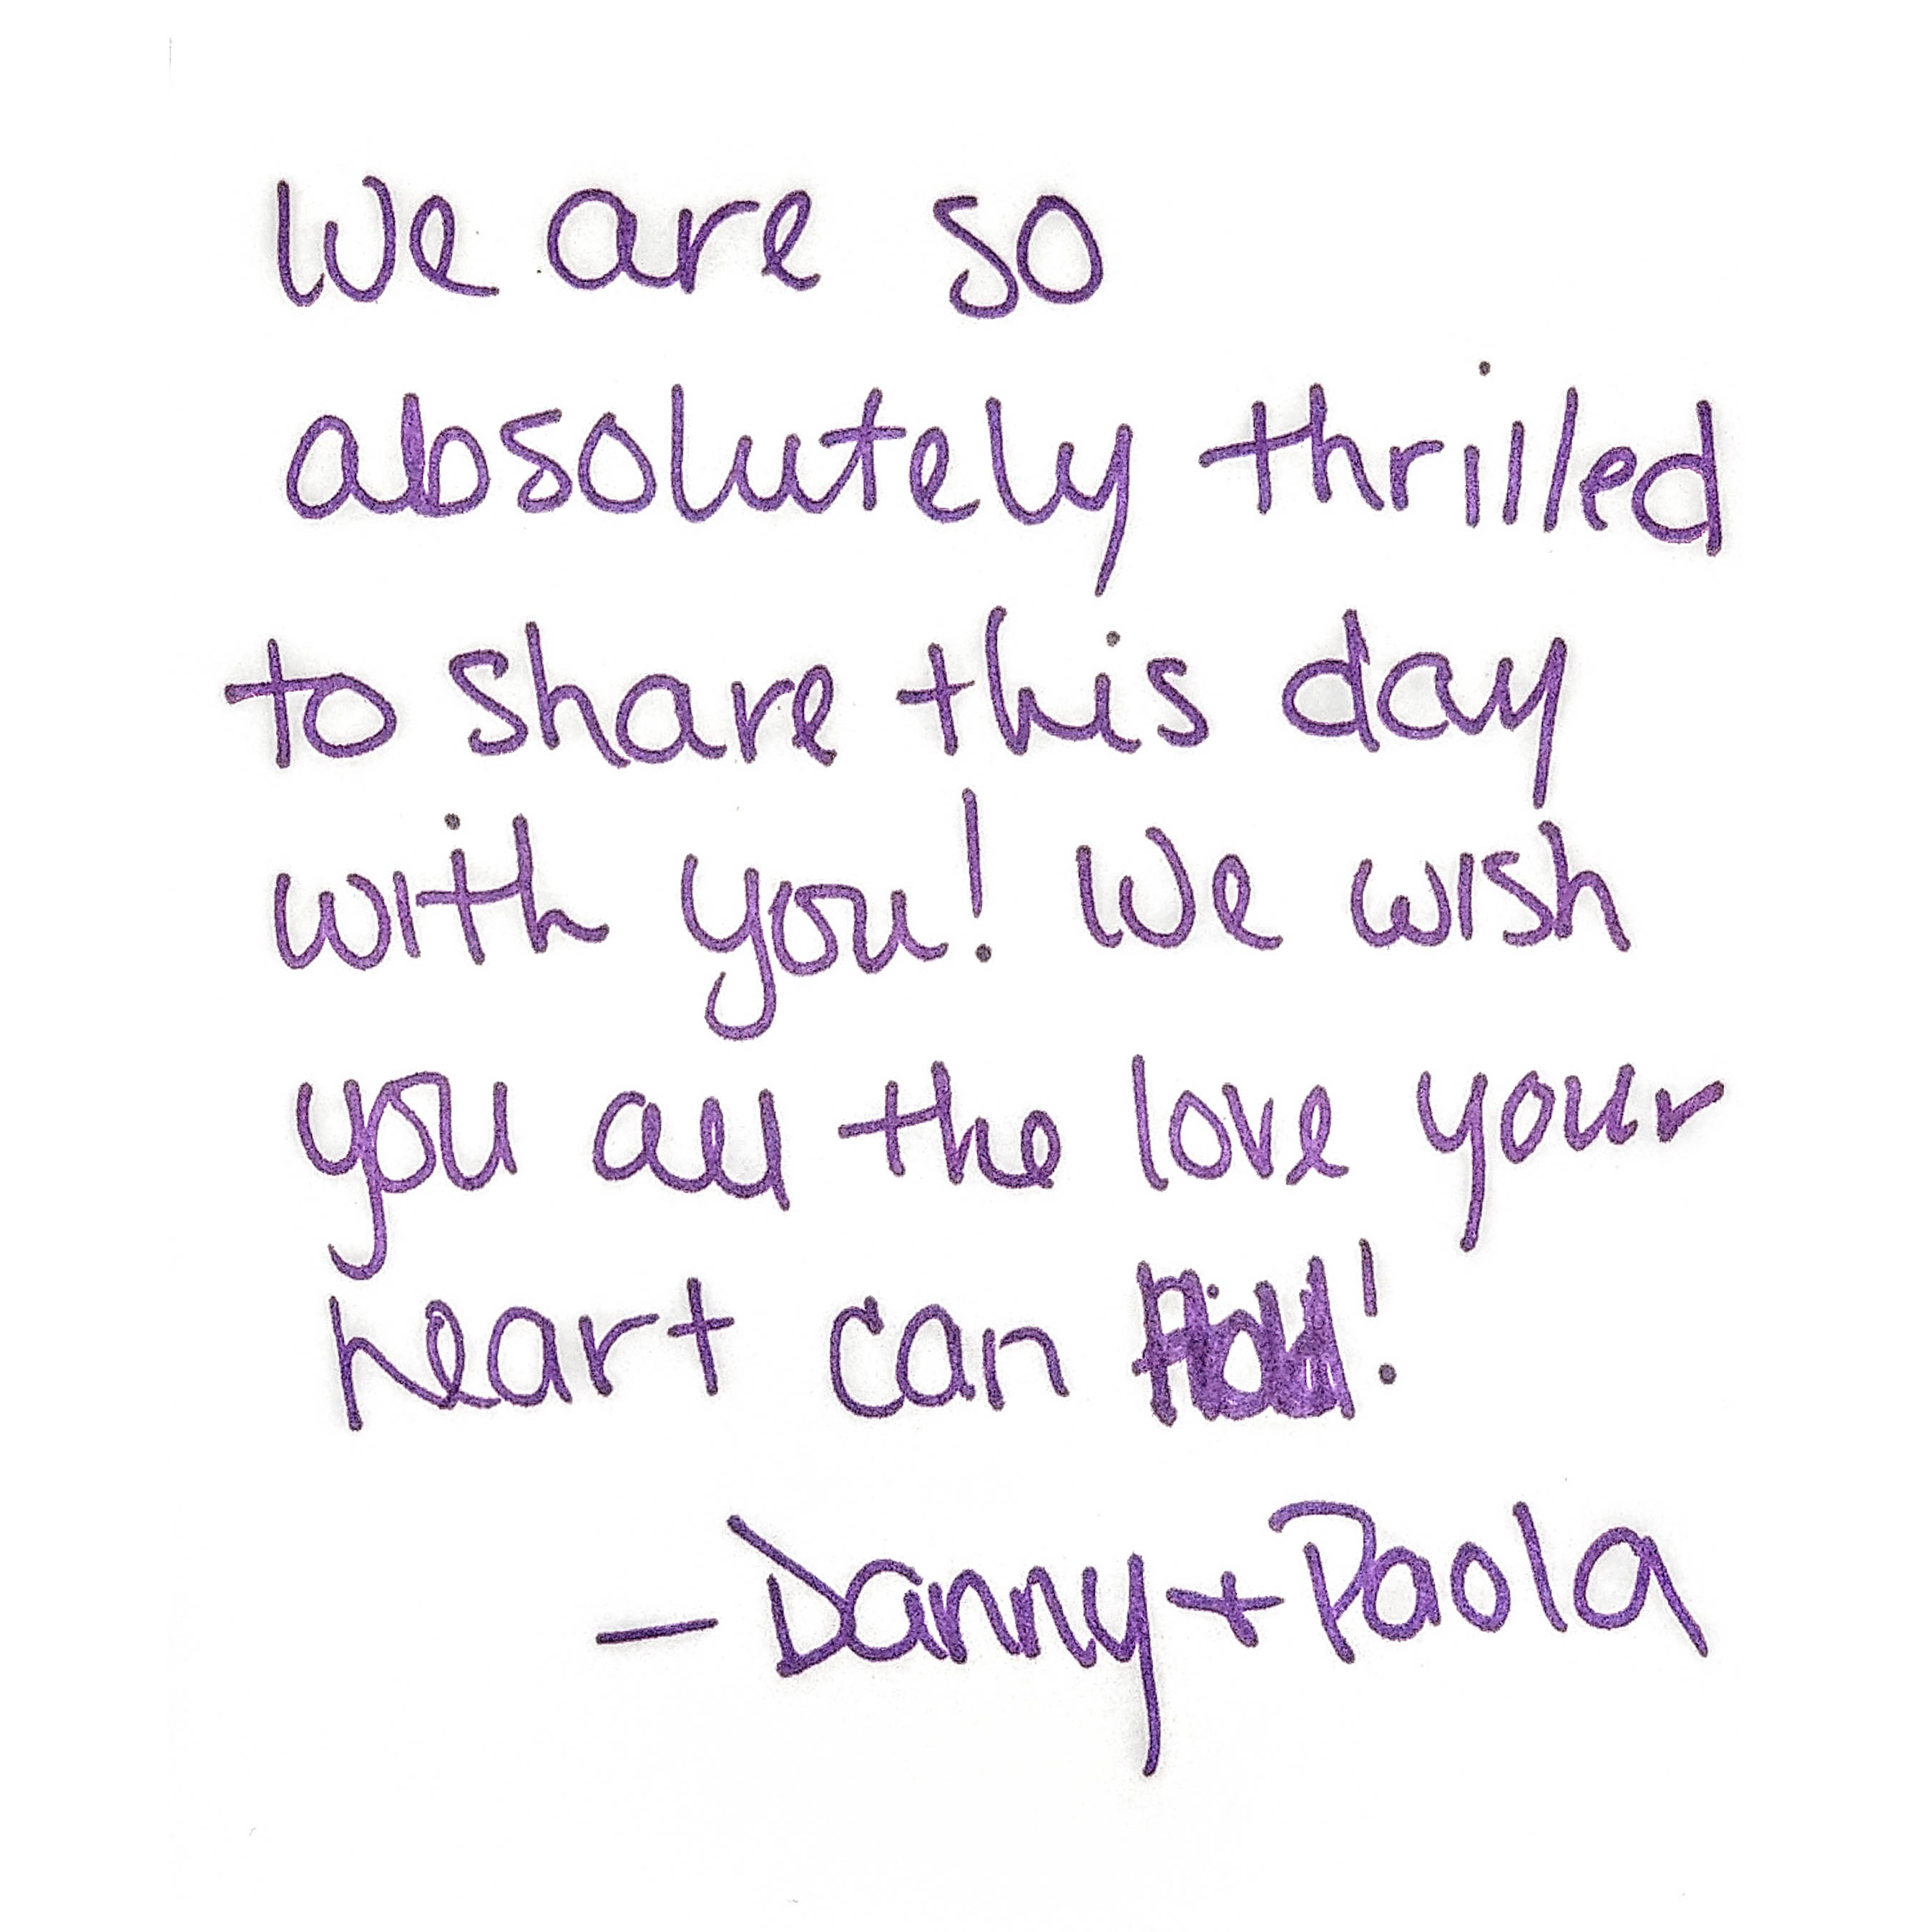 We are so
absolutely thrilled
to share this day
with you! We wish
you all the love your
heart can hold!
- Danny + Paola